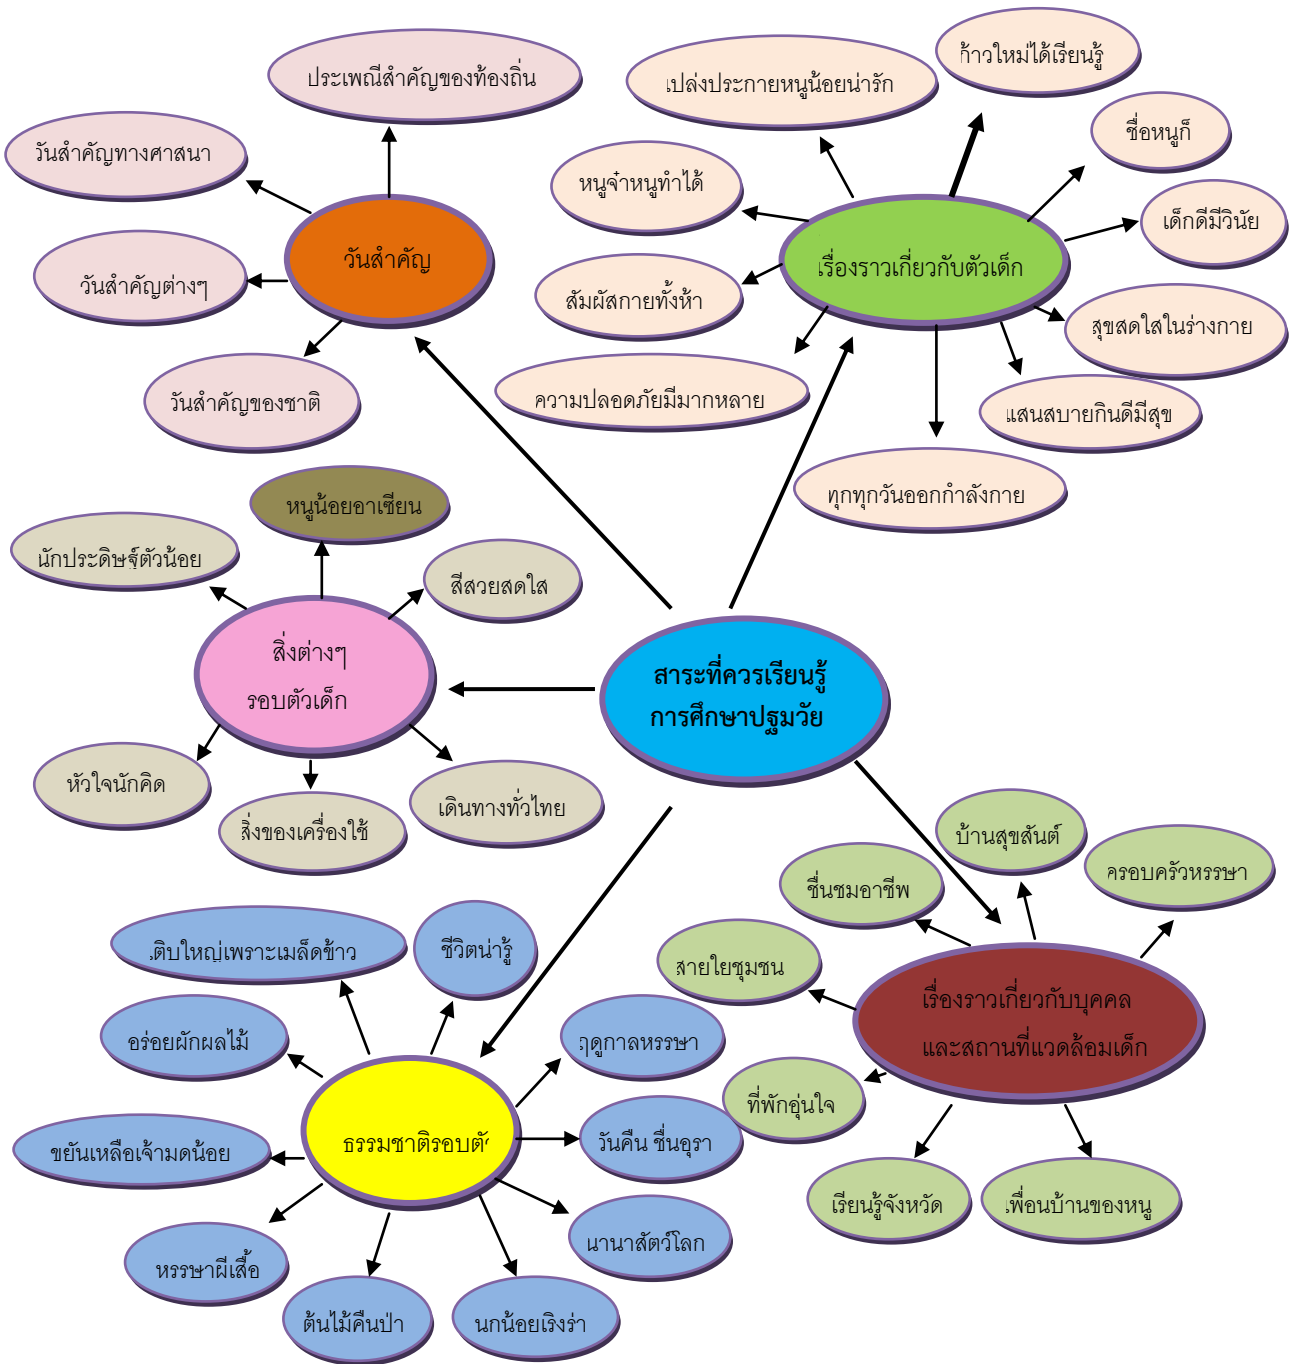 ประเพณีสำคัญของท้องถิ่น
วันสำคัญทางศาสนา
วันสำคัญ
วันสำคัญต่างๆ
วันสำคัญของชาติ
ก้าวใหม่ได้เรียนรู้
เปล่งประกายหนูน้อยน่ารัก
ชื่อหนูก็
หนูจ๋าหนูทำได้
เด็กดีมีวินัย
เรื่องราวเกี่ยวกับตัวเด็ก
สัมผัสกายทั้งห้า
สุขสดใสในร่างกาย
ความปลอดภัยมีมากหลาย
แสนสบายกินดีมีสุข
ทุกทุกวันออกกำลังกาย
หนูน้อยอาเซียน
นักประดิษฐ์ตัวน้อย
สีสวยสดใส
สิ่งต่างๆ
รอบตัวเด็ก
หัวใจนักคิด
สิ่งของเครื่องใช้
เดินทางทั่วไทย
สาระที่ควรเรียนรู้
การศึกษาปฐมวัย
บ้านสุขสันต์
ครอบครัวหรรษา
ชื่นชมอาชีพ
สายใยชุมชน
เรื่องราวเกี่ยวกับบุคคล
และสถานที่แวดล้อมเด็ก
ที่พักอุ่นใจ
เรียนรู้จังหวัด
เพื่อนบ้านของหนู
เติบใหญ่เพราะเมล็ดข้าว
ชีวิตน่ารู้
อร่อยผักผลไม้
ฤดูกาลหรรษา
ธรรมชาติรอบตัว
วันคืน ชื่นอุรา
ขยันเหลือเจ้ามดน้อย
นานาสัตว์โลก
หรรษาผีเสื้อ
ต้นไม้คืนป่า
นกน้อยเริงร่า